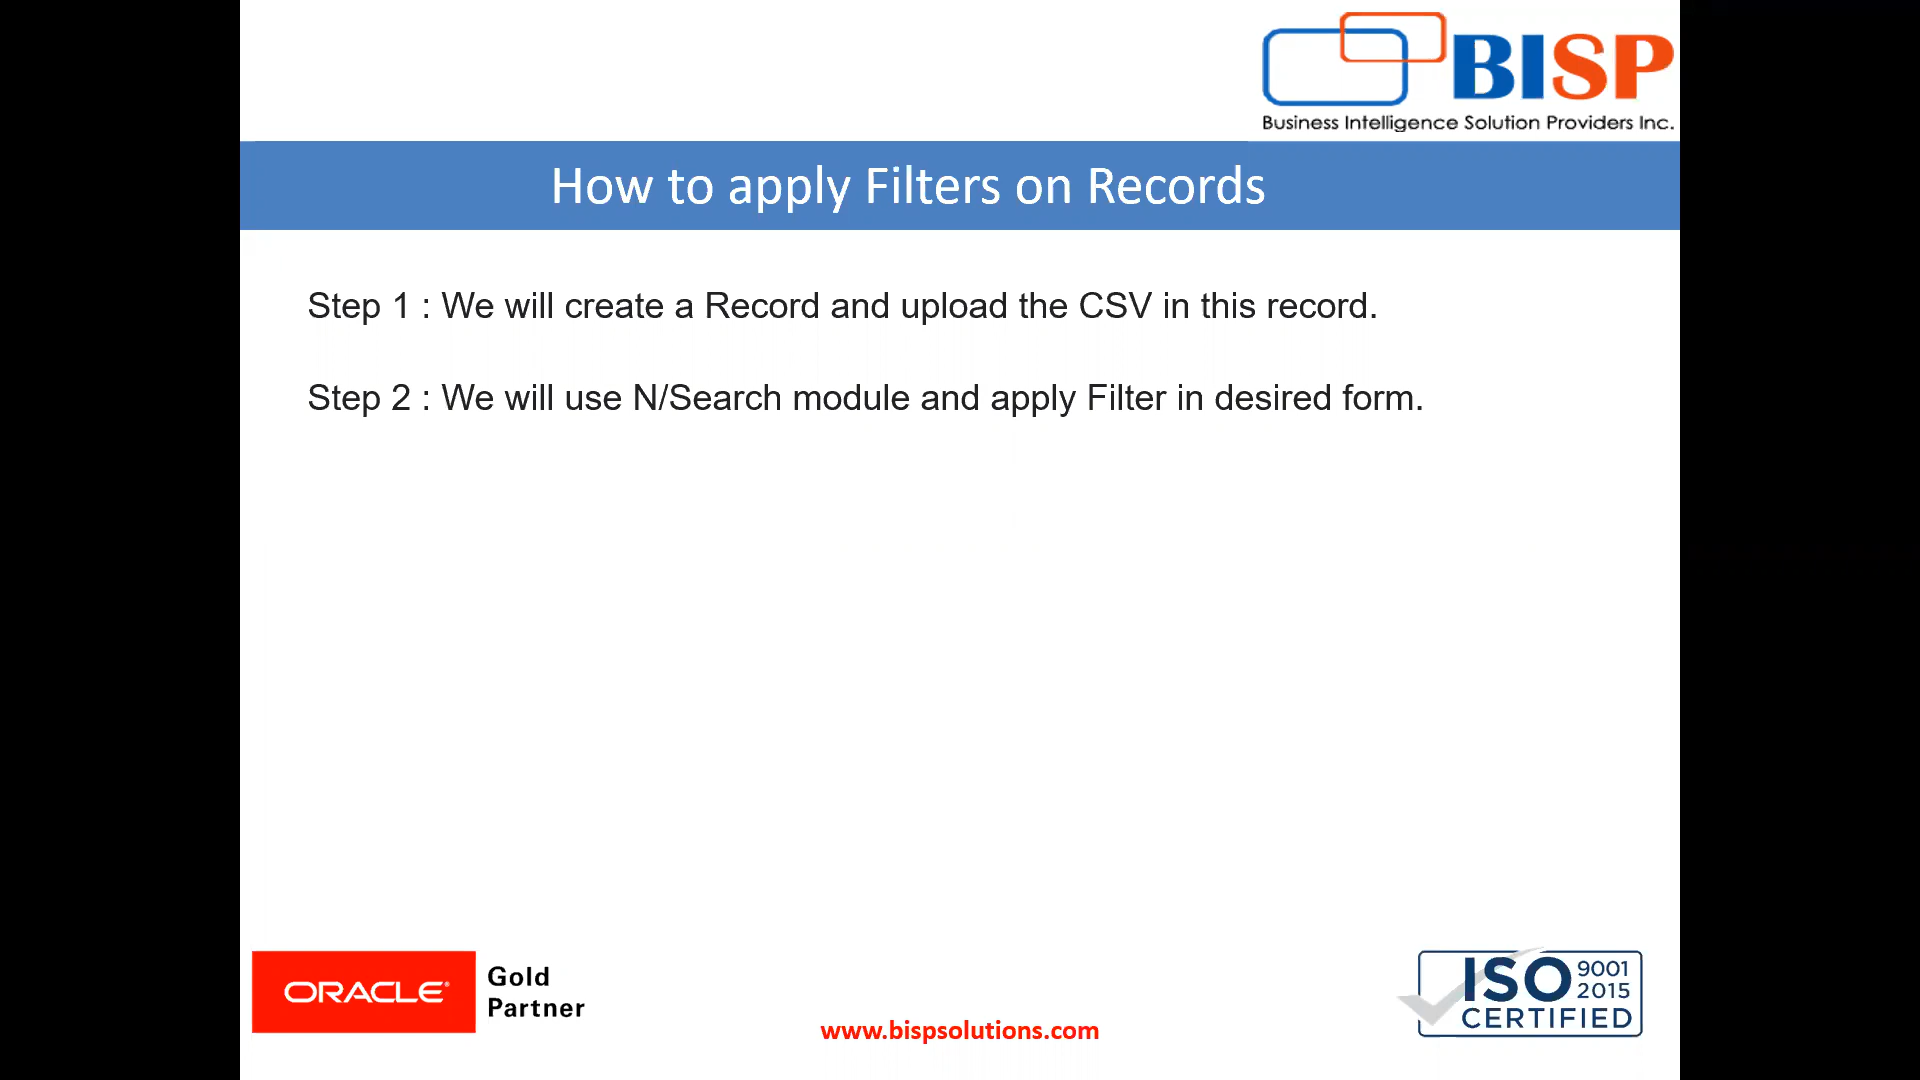 BISP
Business Intelligence Solution Providers Inc.
How to apply Filters on Records
Step 1 : We will create a Record and upload the CSV in this record.
Step 2 : We will use N/Search module and apply Filter in desired form.
ORACLE®
Gold
Partner
www.bispsolutions.com
ISO 9001
2015
CERTIFIED